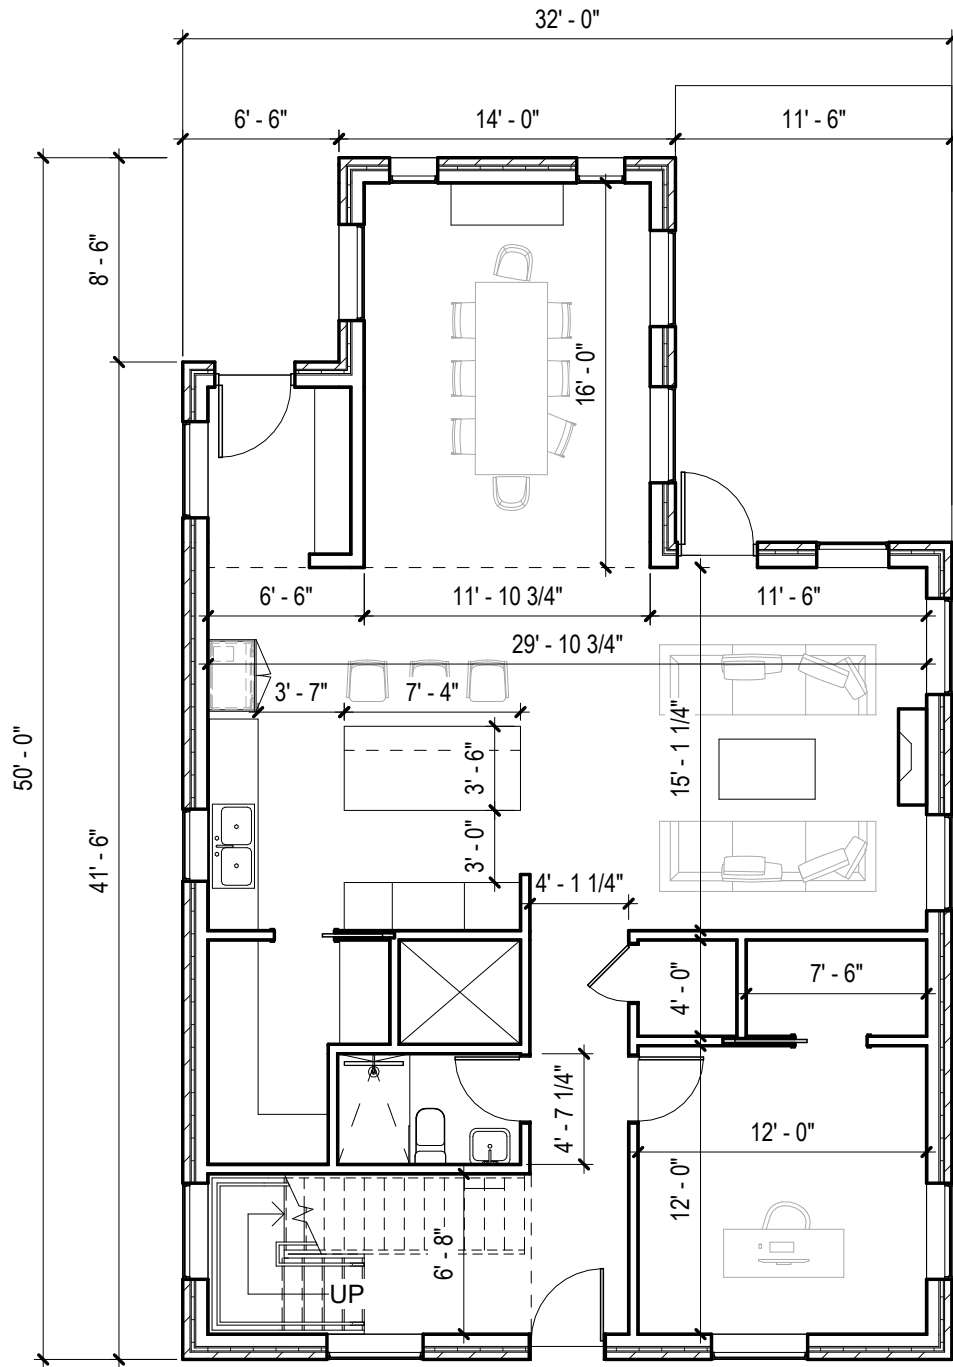 32' - 0"
6' - 6"
14' - 0"
11' - 6"
8' - 6"
16' - 0"
6' - 6"
11' - 10 3/4"
11' - 6"
29' - 10 3/4"
3' - 7"
7' - 4"
15' - 1 1/4"
50' - 0"
3' - 6"
41' - 6"
3' - 0"
4' - 1 1/4"
4' - 0"
7' - 6"
4' - 7 1/4"
12' - 0"
12' - 0"
6' - 8"
UP